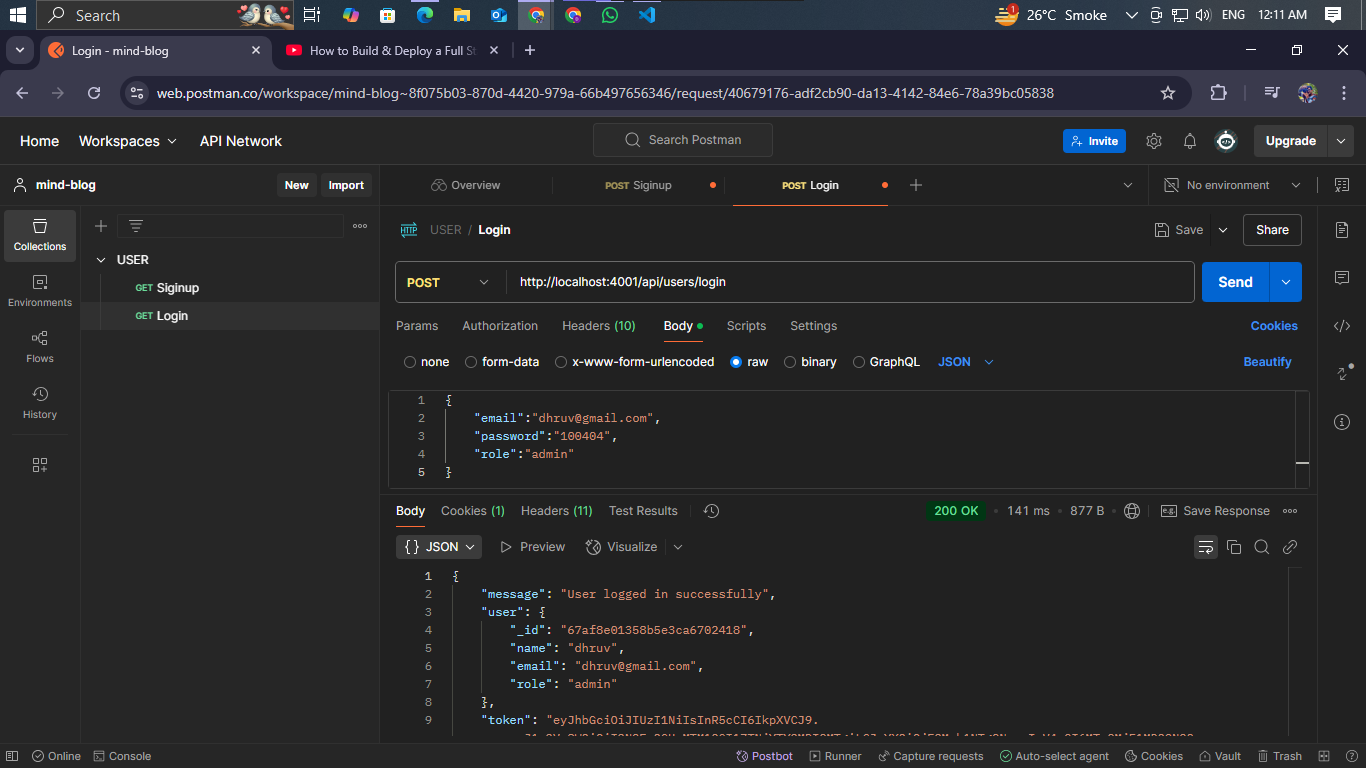 Search
1
26°C Smoke
ENG
12:11 AM
Login - mind-blog
How to Build & Deploy a Full St
web.postman.co/workspace/mind-blog~8f075b03-870d-4420-979a-66b497656346/request/40679176-adf2cb90-da13-4142-84e6-78a39bc05838
Home
Workspaces
API Network
Search Postman
Invite
Upgrade
mind-blog
New
Import
Overview
POST Siginup
POST Login
No environment
Collections
Environments
Flows
History
USER
GET Siginup
GET Login
HTTP
USER / Login
Save
Share
POST
http://localhost:4001/api/users/login
Send
Params
Authorization
Headers (10)
Body
Scripts
Settings
Cookies
none
form-data
x-www-form-urlencoded
raw
binary
GraphQL
JSON
Beautify
1 {
2 "email":"dhruv@gmail.com",
3 "password":"100404",
4 "role":"admin"
5 }
Body
Cookies (1)
Headers (11)
Test Results
200 OK
141 ms
877 B
e.g.
Save Response
{} JSON
Preview
Visualize
1 {
2 "message": "User logged in successfully",
3 "user": {
4 "_id": "67af8e01358b5e3ca6702418",
5 "name": "dhruv",
6 "email": "dhruv@gmail.com",
7 "role": "admin"
8 },
9 "token": "eyJhbGciOiJIUzI1NiIsInR5cCI6IkpXVCJ9.
Online
Console
Postbot
Runner
Capture requests
Auto-select agent
Cookies
Vault
Trash